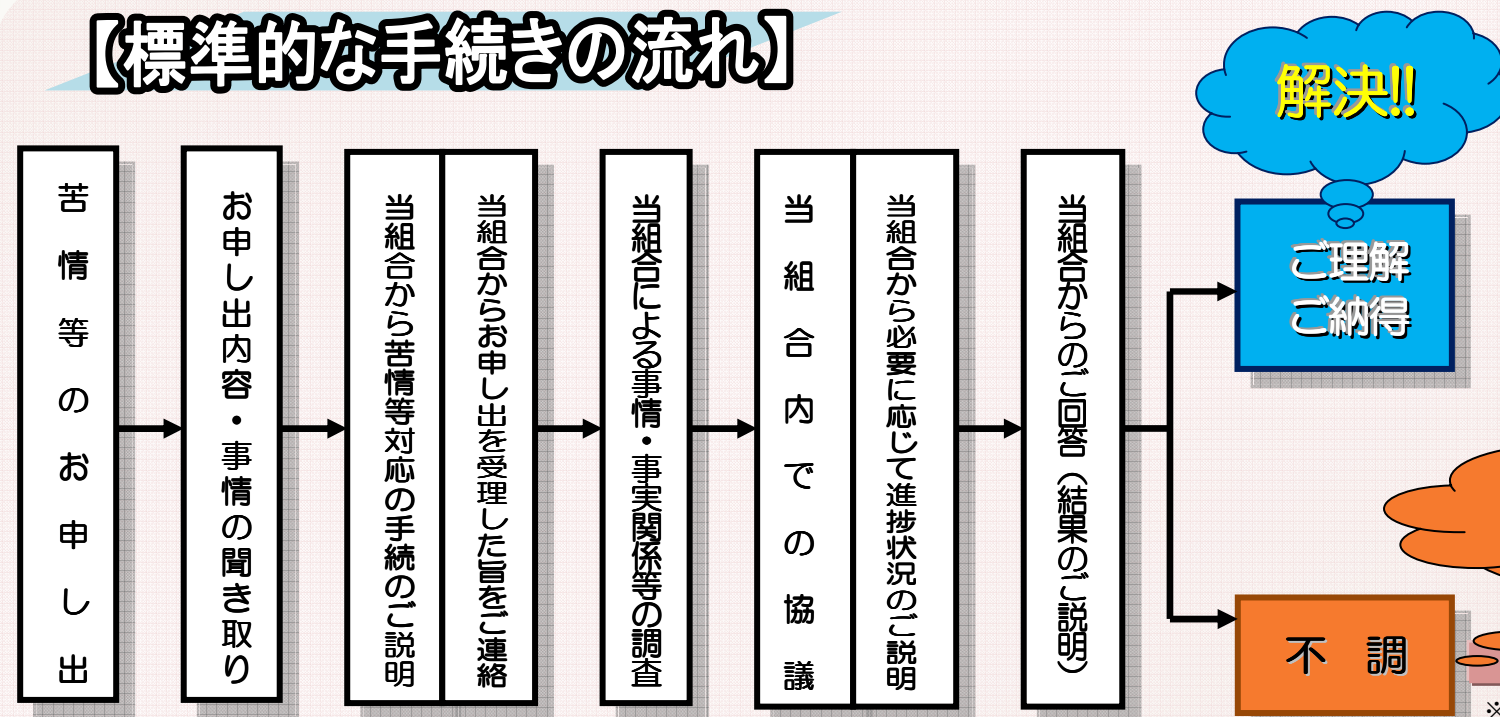 【標準的な手続きの流れ】
苦情等のお申し出
お申し出内容・事情の聞き取り
当組合から苦情等対応の手続のご説明
当組合からお申し出を受理した旨をご連絡
当組合による事情・事実関係等の調査
当組合内での協議
当組合から必要に応じて進捗状況のご説明
当組合からのご回答（結果のご説明）
解決!!
ご理解
ご納得
不　調
※